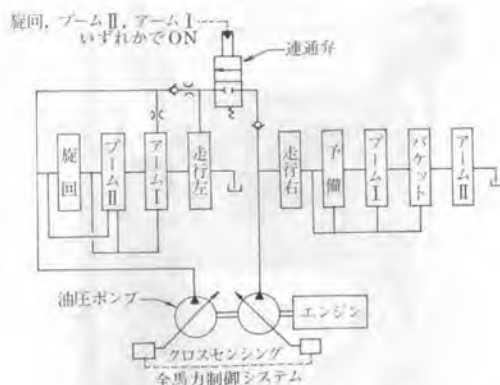 旋回, ブームⅡ, アームⅠ
いずれかでON
連通弁
旋回
ブームⅡ
アームⅠ
走行左
走行右
予備
ブームⅠ
バケット
アームⅡ
油圧ポンプ
エンジン
クロスセンシング
全馬力制御システム